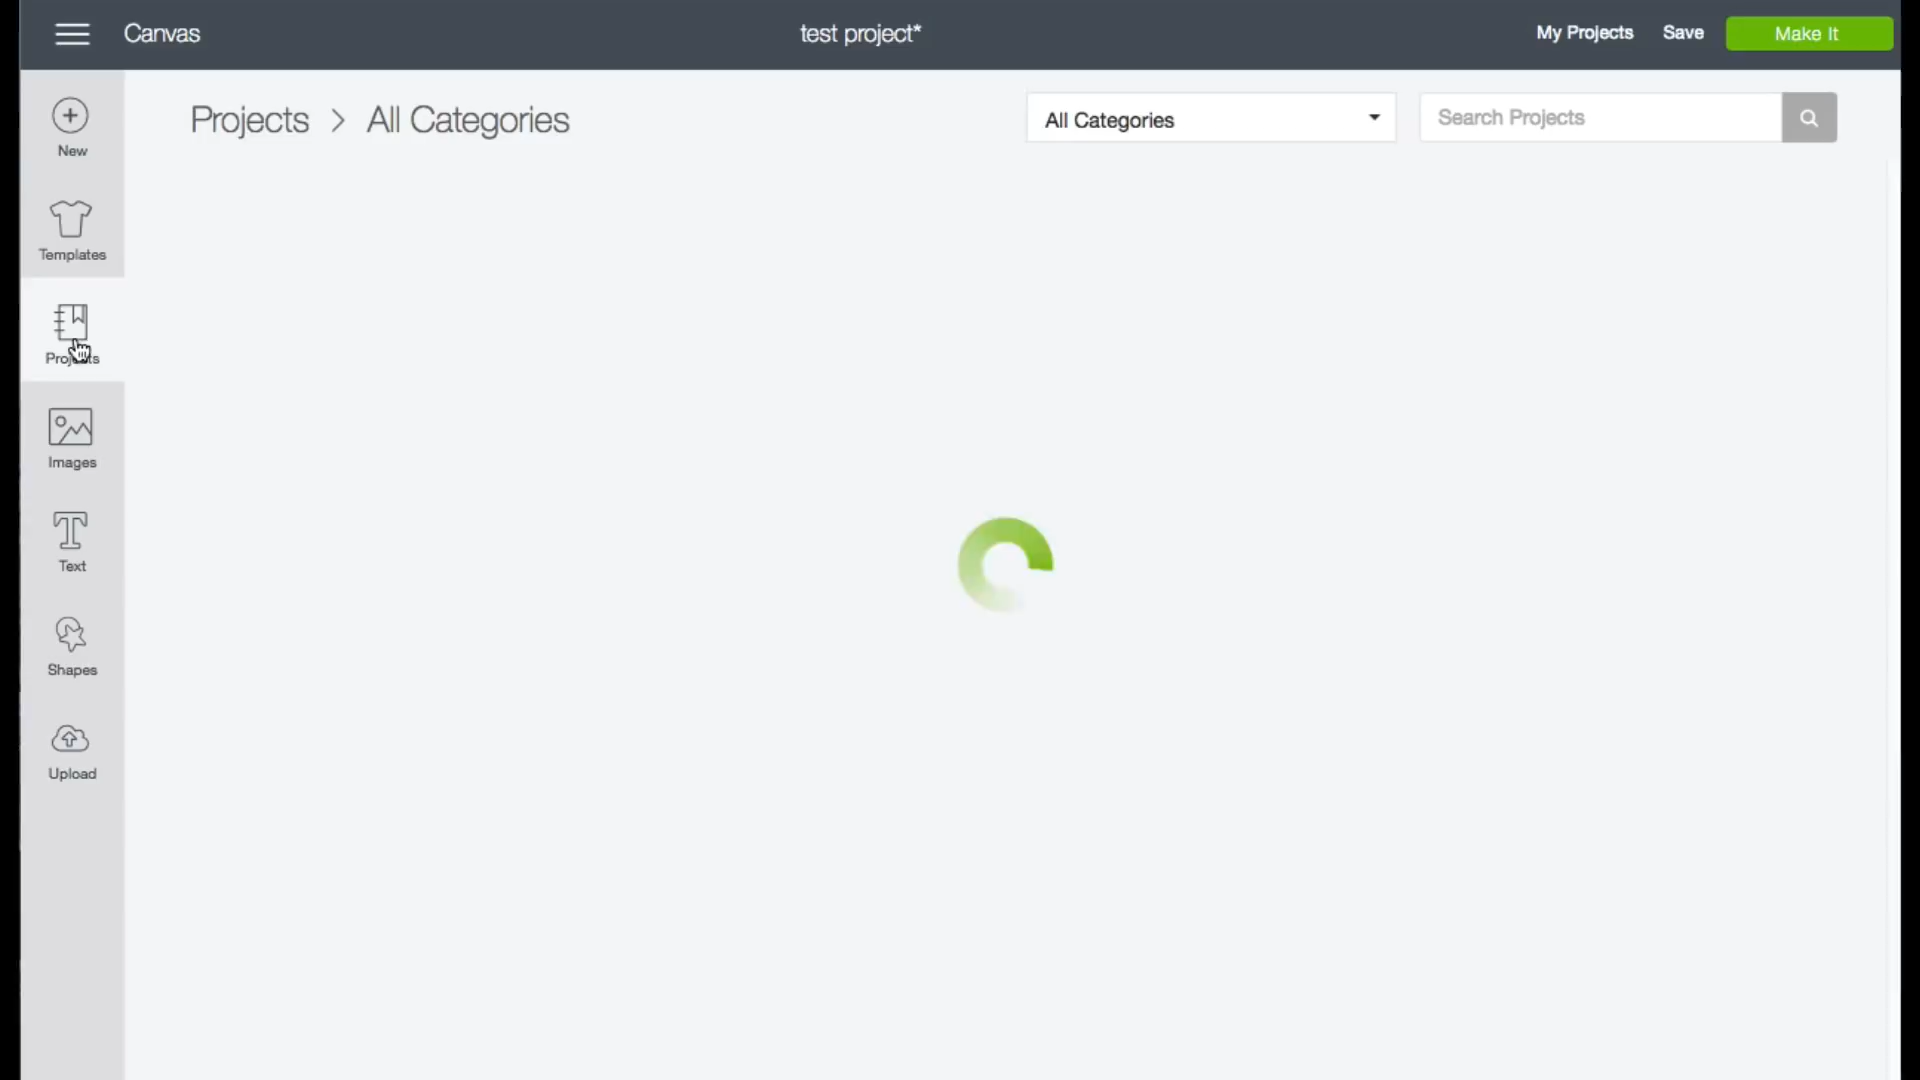 Canvas
test project*
My Projects
Save
Make It
New
Templates
Projects
Images
Text
Shapes
Upload
Projects > All Categories
All Categories
Search Projects